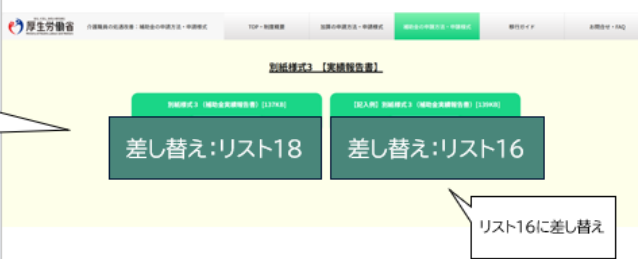 厚生労働省
介護職員の処遇改善:補助金の申請方法・申請様式
TOP・制度概要
加算の申請方法・申請様式
補助金の申請方法・申請様式
移行ガイド
お問合せ・FAQ
別紙様式3 【実績報告書】
別紙様式3(補助金実績報告書)[137KB]
【記入例】別紙様式3(補助金実績報告書)[139KB]
差し替え:リスト18
差し替え:リスト16
リスト16に差し替え